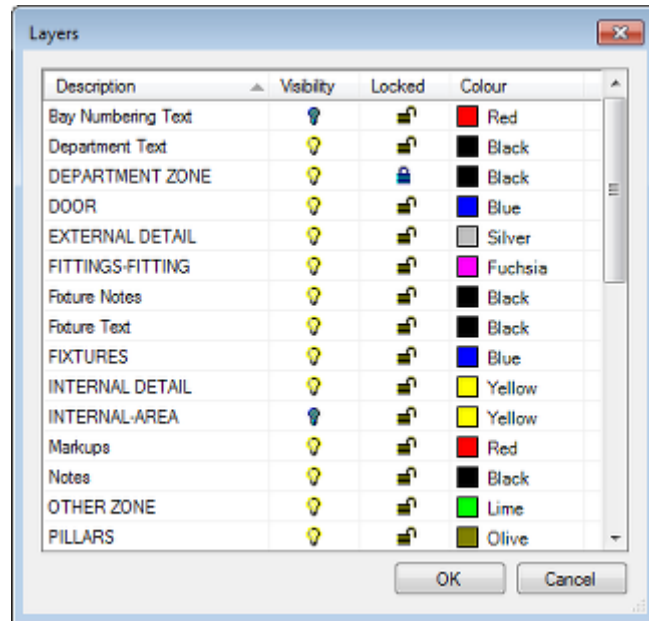 Layers
Description Visibility Locked Colour
Bay Numbering Text Red
Department Text Black
DEPARTMENT ZONE Black
DOOR Blue
EXTERNAL DETAIL Silver
FITTINGS-FITTING Fuchsia
Fixture Notes Black
Fixture Text Black
FIXTURES Blue
INTERNAL DETAIL Yellow
INTERNAL-AREA Yellow
Markups Red
Notes Black
OTHER ZONE Lime
PILLARS Olive
OK Cancel